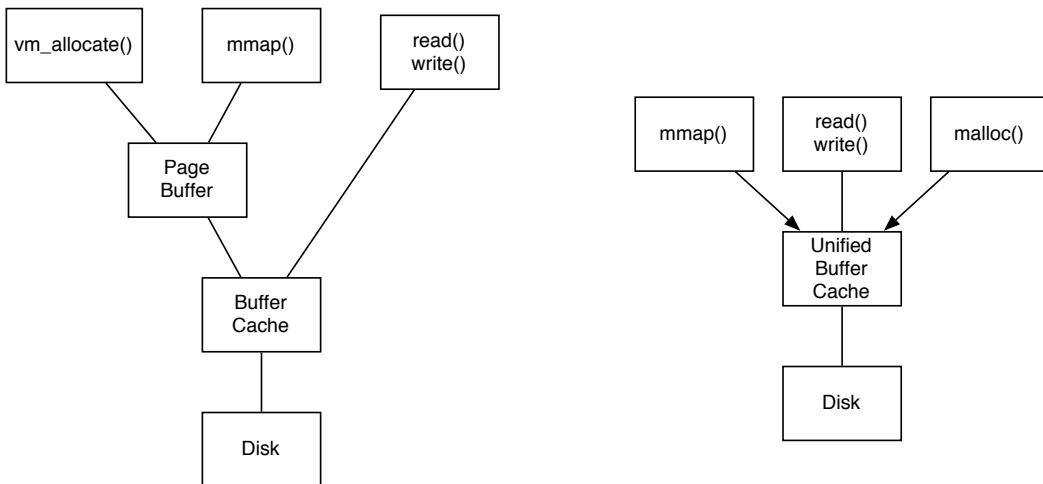 vm_allocate()
mmap()
read()
write()
Page
Buffer
Buffer
Cache
Disk
mmap()
read()
write()
malloc()
Unified
Buffer
Cache
Disk